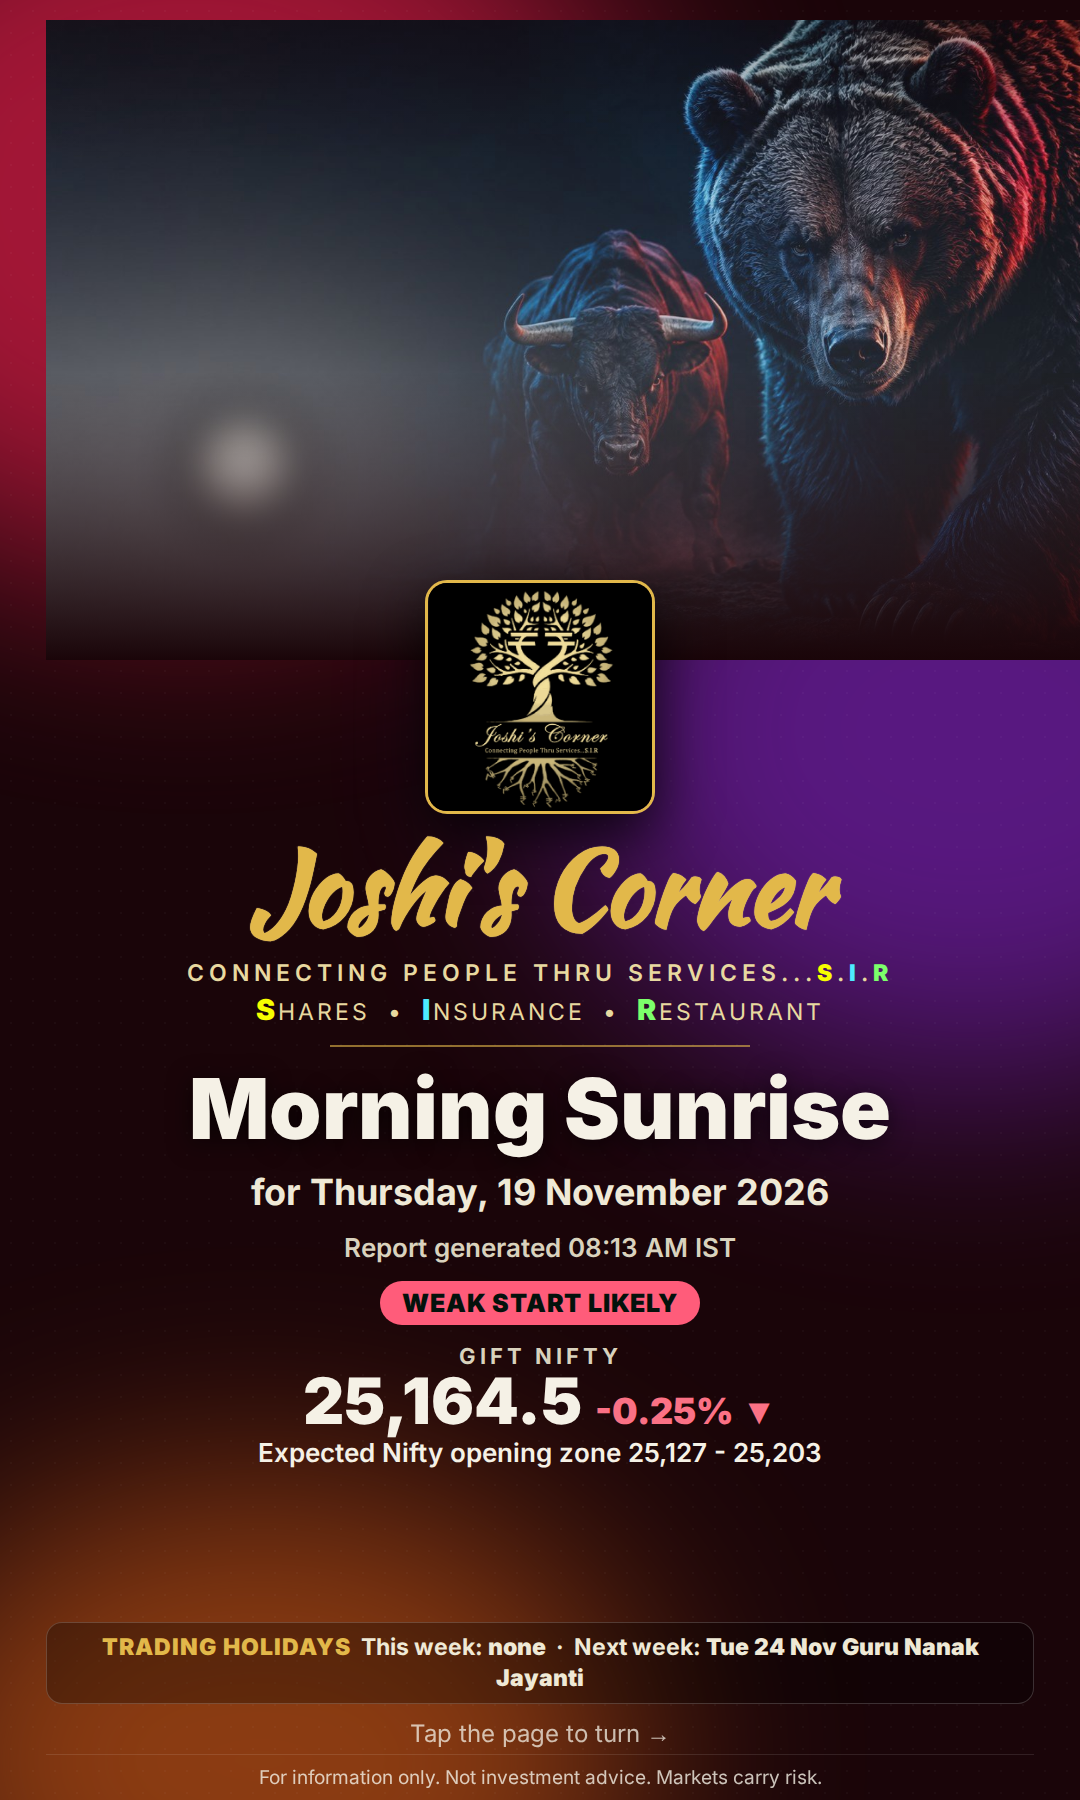 Joshi's Corner
Connecting People Thru Services...S.I.R
Joshi's Corner
CONNECTING PEOPLE THRU SERVICES...S.I.R
SHARES • INSURANCE • RESTAURANT
Morning Sunrise
for Thursday, 19 November 2026
Report generated 08:13 AM IST
WEAK START LIKELY
GIFT NIFTY
25,164.5 -0.25% ▼
Expected Nifty opening zone 25,127 - 25,203
TRADING HOLIDAYS This week: none · Next week: Tue 24 Nov Guru Nanak
Jayanti
Tap the page to turn →
For information only. Not investment advice. Markets carry risk.